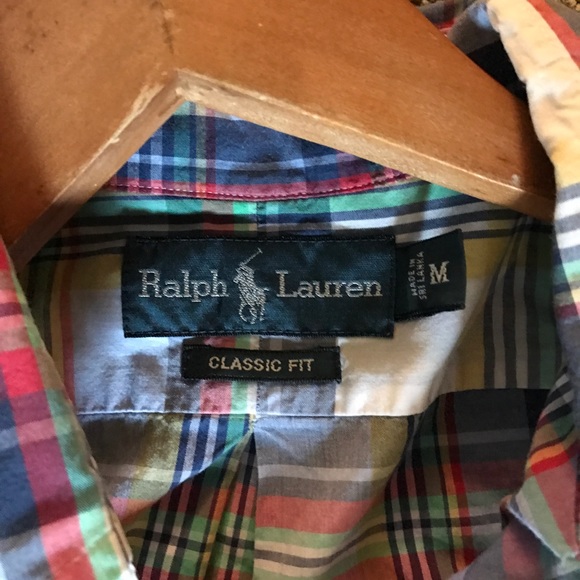 Ralph Lauren
MADE IN
SRI LANKA
M
CLASSIC FIT